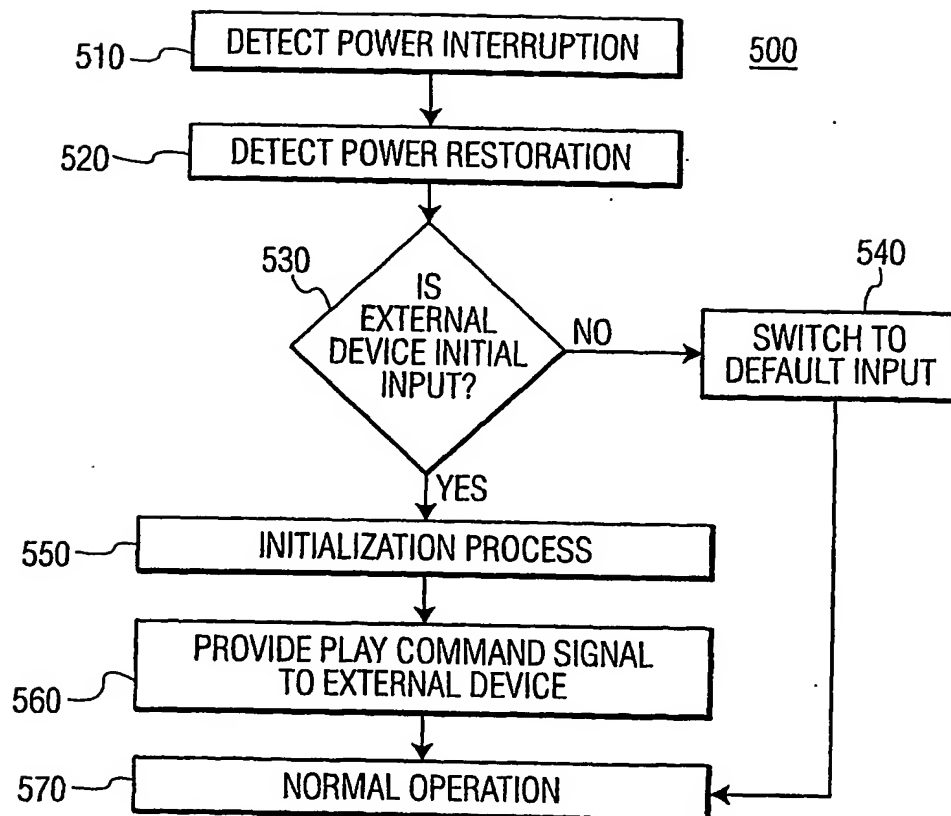 DETECT POWER INTERRUPTION
510
500
DETECT POWER RESTORATION
520
530
IS
EXTERNAL
DEVICE INITIAL
INPUT?
NO
540
SWITCH TO
DEFAULT INPUT
YES
550
INITIALIZATION PROCESS
PROVIDE PLAY COMMAND SIGNAL
TO EXTERNAL DEVICE
560
570
NORMAL OPERATION